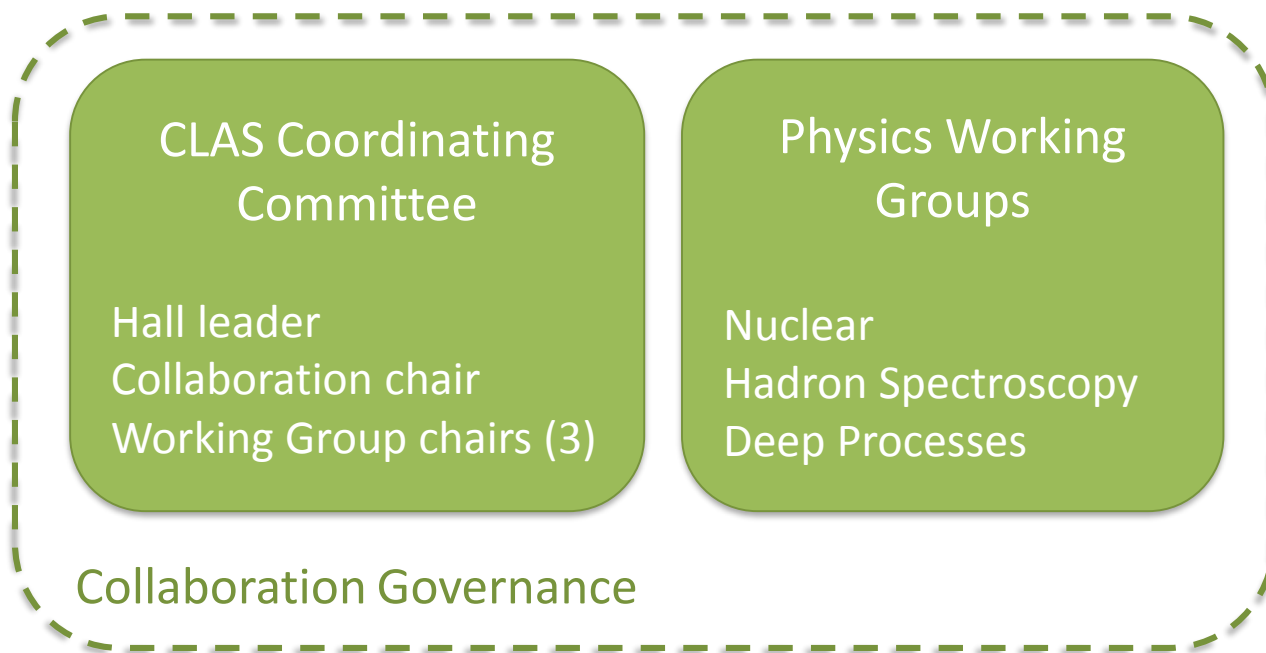 CLAS Coordinating
Committee
Hall leader
Collaboration chair
Working Group chairs (3)
Physics Working
Groups
Nuclear
Hadron Spectroscopy
Deep Processes
Collaboration Governance